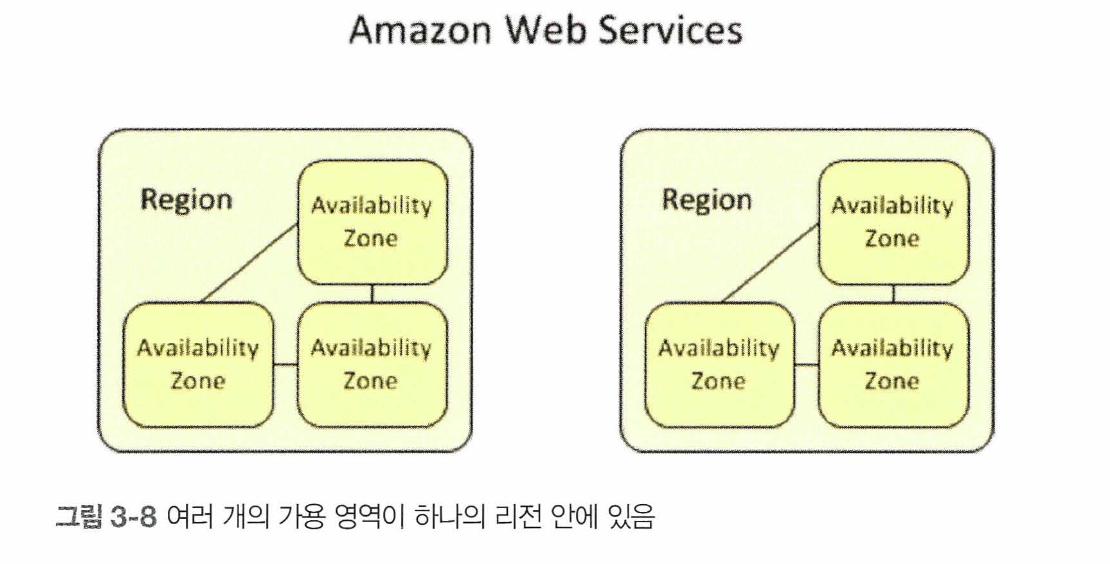 Amazon Web Services
Region
Availability
Zone
Availability
Zone
Availability
Zone
Region
Availability
Zone
Availability
Zone
Availability
Zone
그림 3-8 여러 개의 가용 영역이 하나의 리전 안에 있음